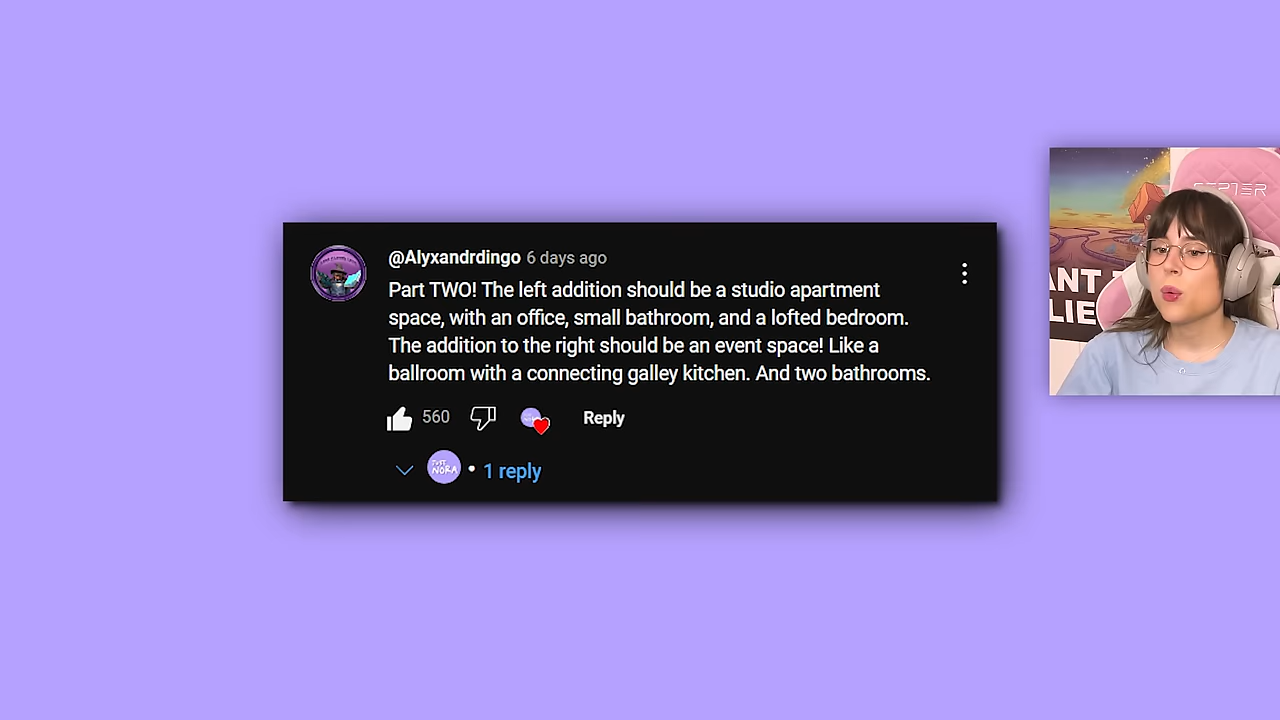 @Alyxandrdingo 6 days ago
Part TWO! The left addition should be a studio apartment
space, with an office, small bathroom, and a lofted bedroom.
The addition to the right should be an event space! Like a
ballroom with a connecting galley kitchen. And two bathrooms.
560 Reply
JUST
NORA
• 1 reply